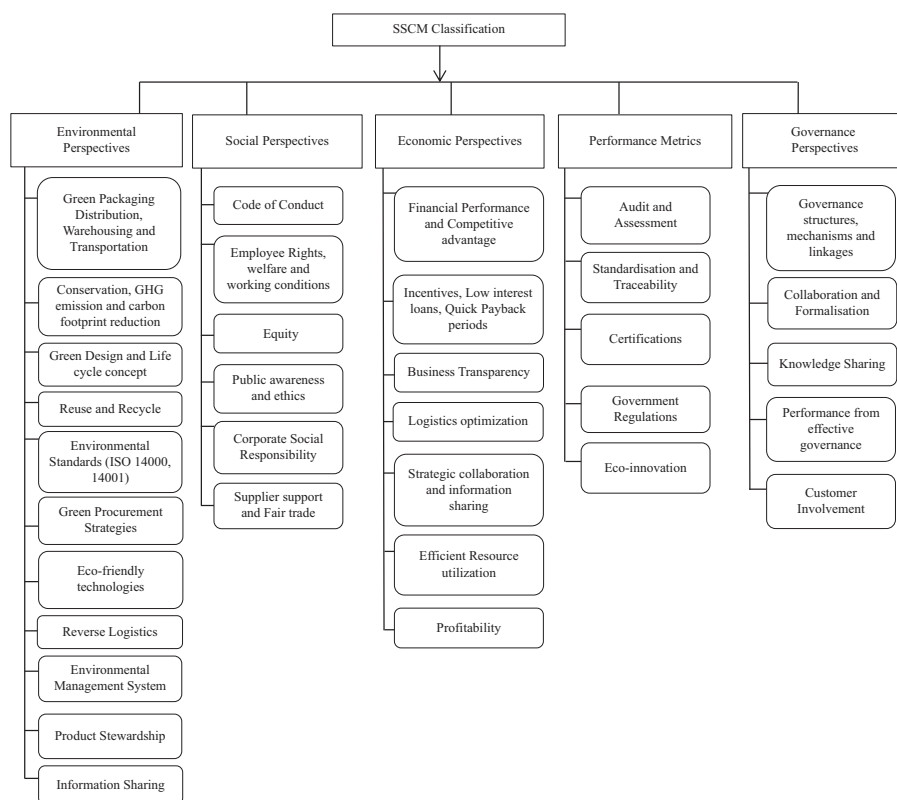 SSCM Classification
Environmental
Perspectives
Green Packaging
Distribution,
Warehousing and
Transportation
Conservation, GHG
emission and carbon
footprint reduction
Green Design and Life
cycle concept
Reuse and Recycle
Environmental
Standards (ISO 14000,
14001)
Green Procurement
Strategies
Eco-friendly
technologies
Reverse Logistics
Environmental
Management System
Product Stewardship
Information Sharing
Social Perspectives
Code of Conduct
Employee Rights,
welfare and
working conditions
Equity
Public awareness
and ethics
Corporate Social
Responsibility
Supplier support
and Fair trade
Economic Perspectives
Financial Performance
and Competitive
advantage
Incentives, Low interest
loans, Quick Payback
periods
Business Transparency
Logistics optimization
Strategic collaboration
and information
sharing
Efficient Resource
utilization
Profitability
Performance Metrics
Audit and
Assessment
Standardisation and
Traceability
Certifications
Government
Regulations
Eco-innovation
Governance
Perspectives
Governance
structures,
mechanisms and
linkages
Collaboration and
Formalisation
Knowledge Sharing
Performance from
effective
governance
Customer
Involvement